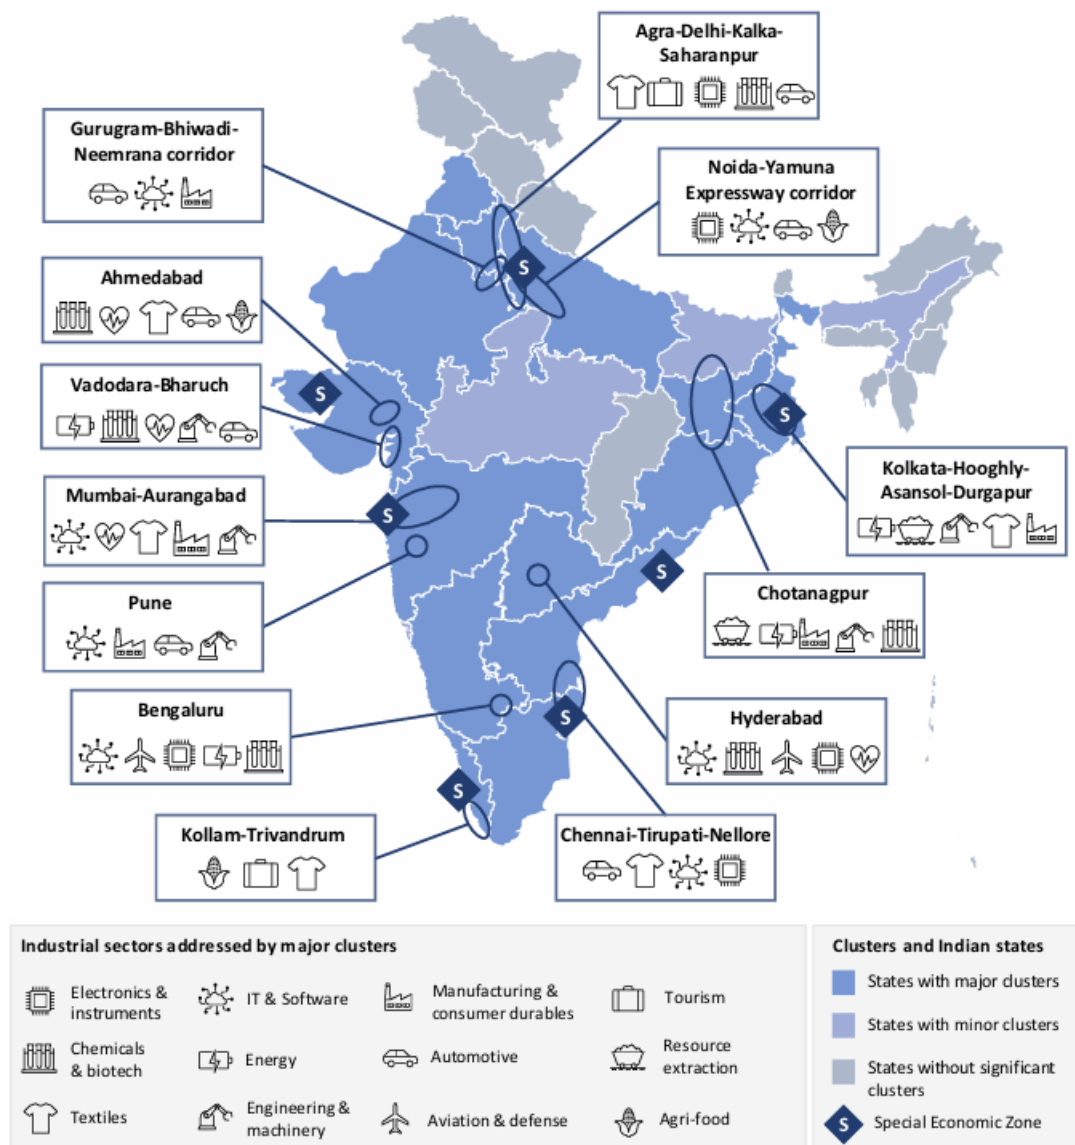 Agra-Delhi-Kalka-
Saharanpur
Gurugram-Bhiwadi-
Neemrana corridor
Noida-Yamuna
Expressway corridor
Ahmedabad
Vadodara-Bharuch
Mumbai-Aurangabad
Pune
Bengaluru
Kollam-Trivandrum
Kolkata-Hooghly-
Asansol-Durgapur
Chotanagpur
Hyderabad
Chennai-Tirupati-Nellore
S
S
S
S
S
S
S
Industrial sectors addressed by major clusters
Electronics &
instruments
IT & Software
Manufacturing &
consumer durables
Tourism
Chemicals
& biotech
Energy
Automotive
Resource
extraction
Textiles
Engineering &
machinery
Aviation & defense
Agri-food
Clusters and Indian states
States with major clusters
States with minor clusters
States without significant
clusters
S
Special Economic Zone